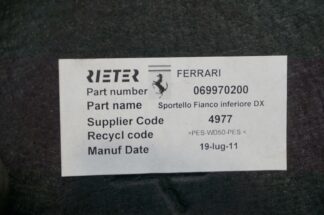 RIETER FERRARI
Part number 069970200
Part name Sportello Fianco inferiore DX
Supplier Code 4977
Recycl code >PES-WD50-PES<
Manuf Date 19-lug-11